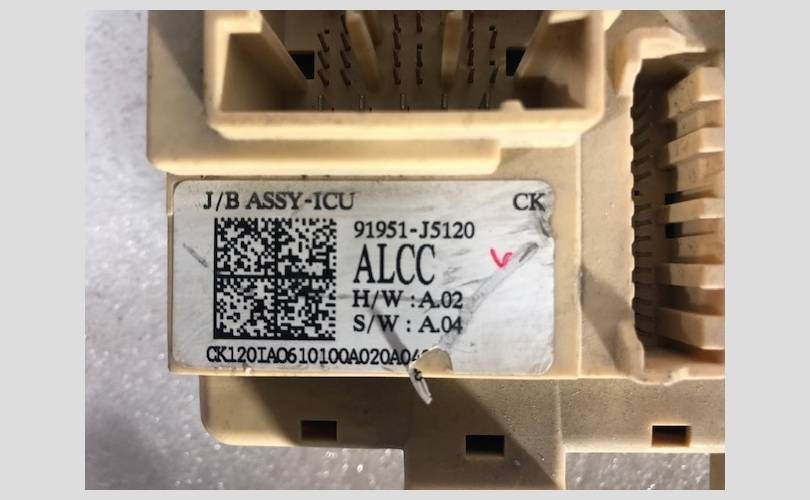 J/B ASSY-ICU CK
91951-J5120
ALCC
H/W : A.02
S/W : A.04